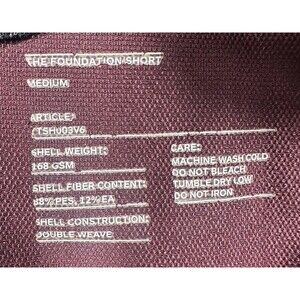 THE FOUNDATION SHORT
MEDIUM
ARTICLE:
CTSH003V6
SHELL WEIGHT:
168 GSM
SHELL FIBER CONTENT:
88% PES, 12% EA
SHELL CONSTRUCTION:
DOUBLE WEAVE
CARE:
MACHINE WASH COLD
DO NOT BLEACH
TUMBLE DRY LOW
DO NOT IRON